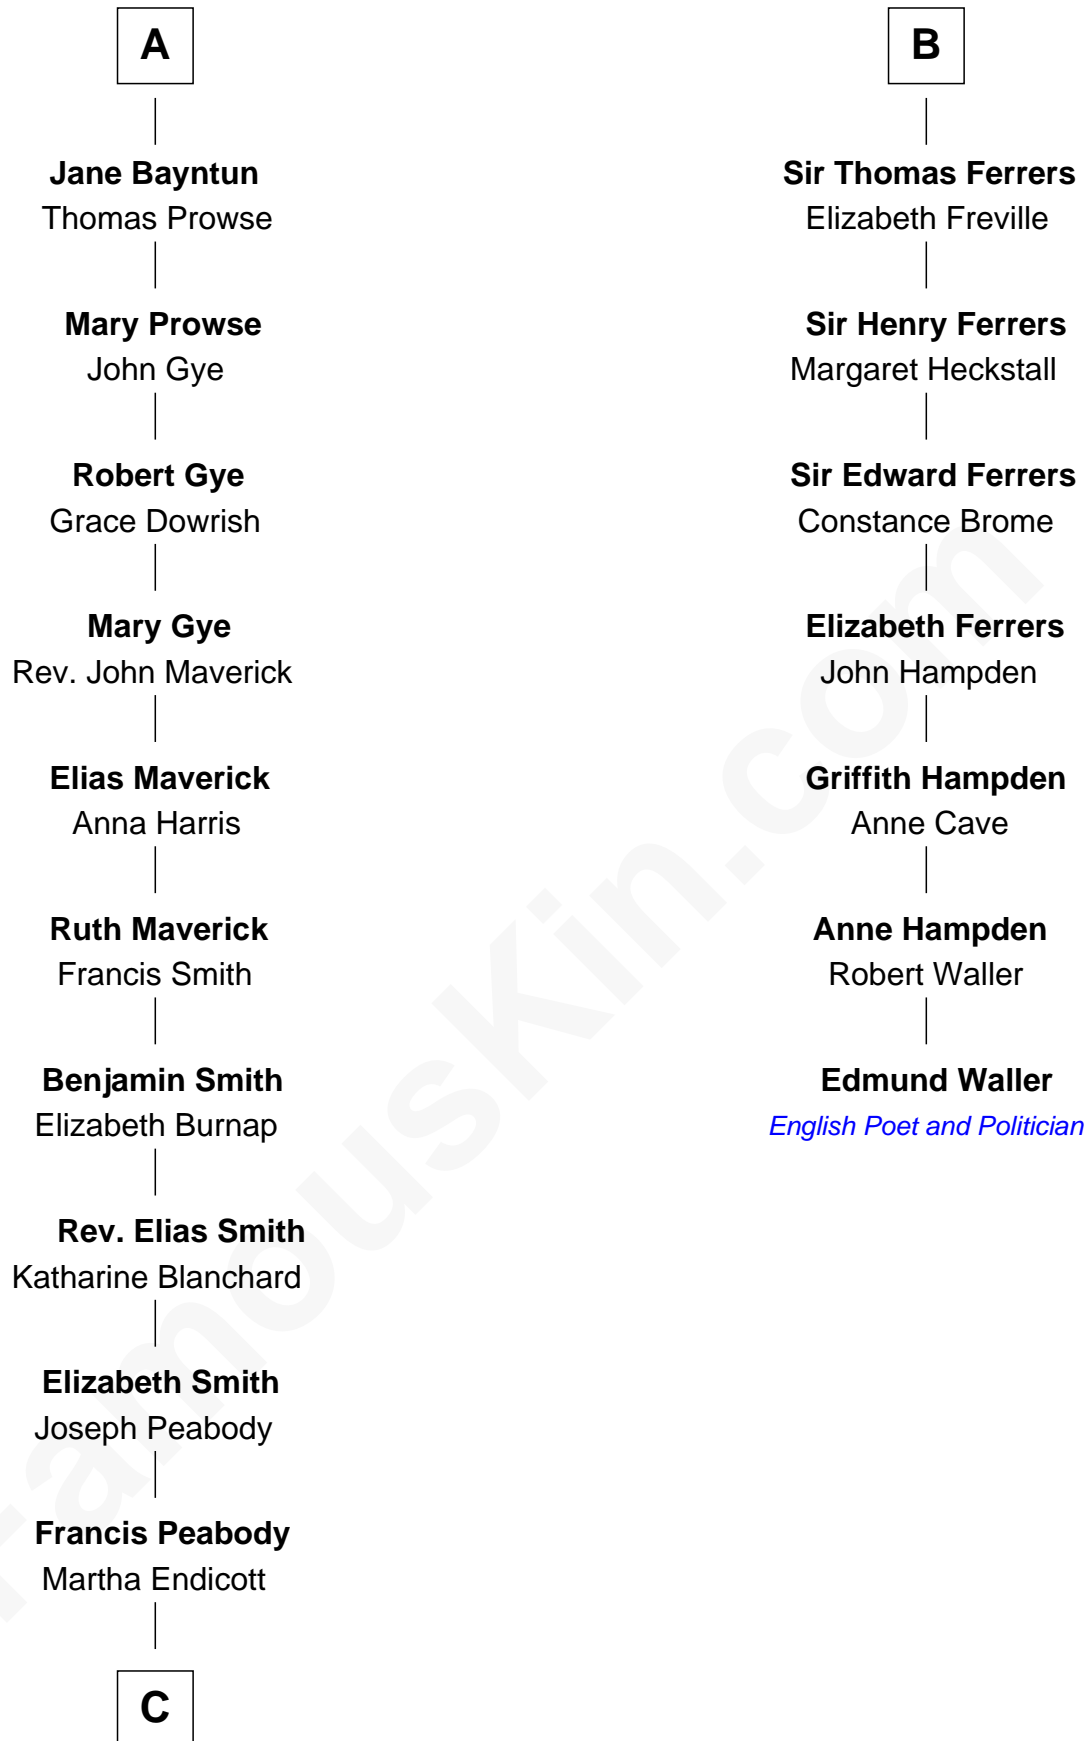 A
Jane Bayntun
Thomas Prowse
Mary Prowse
John Gye
Robert Gye
Grace Dowrish
Mary Gye
Rev. John Maverick
Elias Maverick
Anna Harris
Ruth Maverick
Francis Smith
Benjamin Smith
Elizabeth Burnap
Rev. Elias Smith
Katharine Blanchard
Elizabeth Smith
Joseph Peabody
Francis Peabody
Martha Endicott
C
B
Sir Thomas Ferrers
Elizabeth Freville
Sir Henry Ferrers
Margaret Heckstall
Sir Edward Ferrers
Constance Brome
Elizabeth Ferrers
John Hampden
Griffith Hampden
Anne Cave
Anne Hampden
Robert Waller
Edmund Waller
English Poet and Politician
FamousKin.com